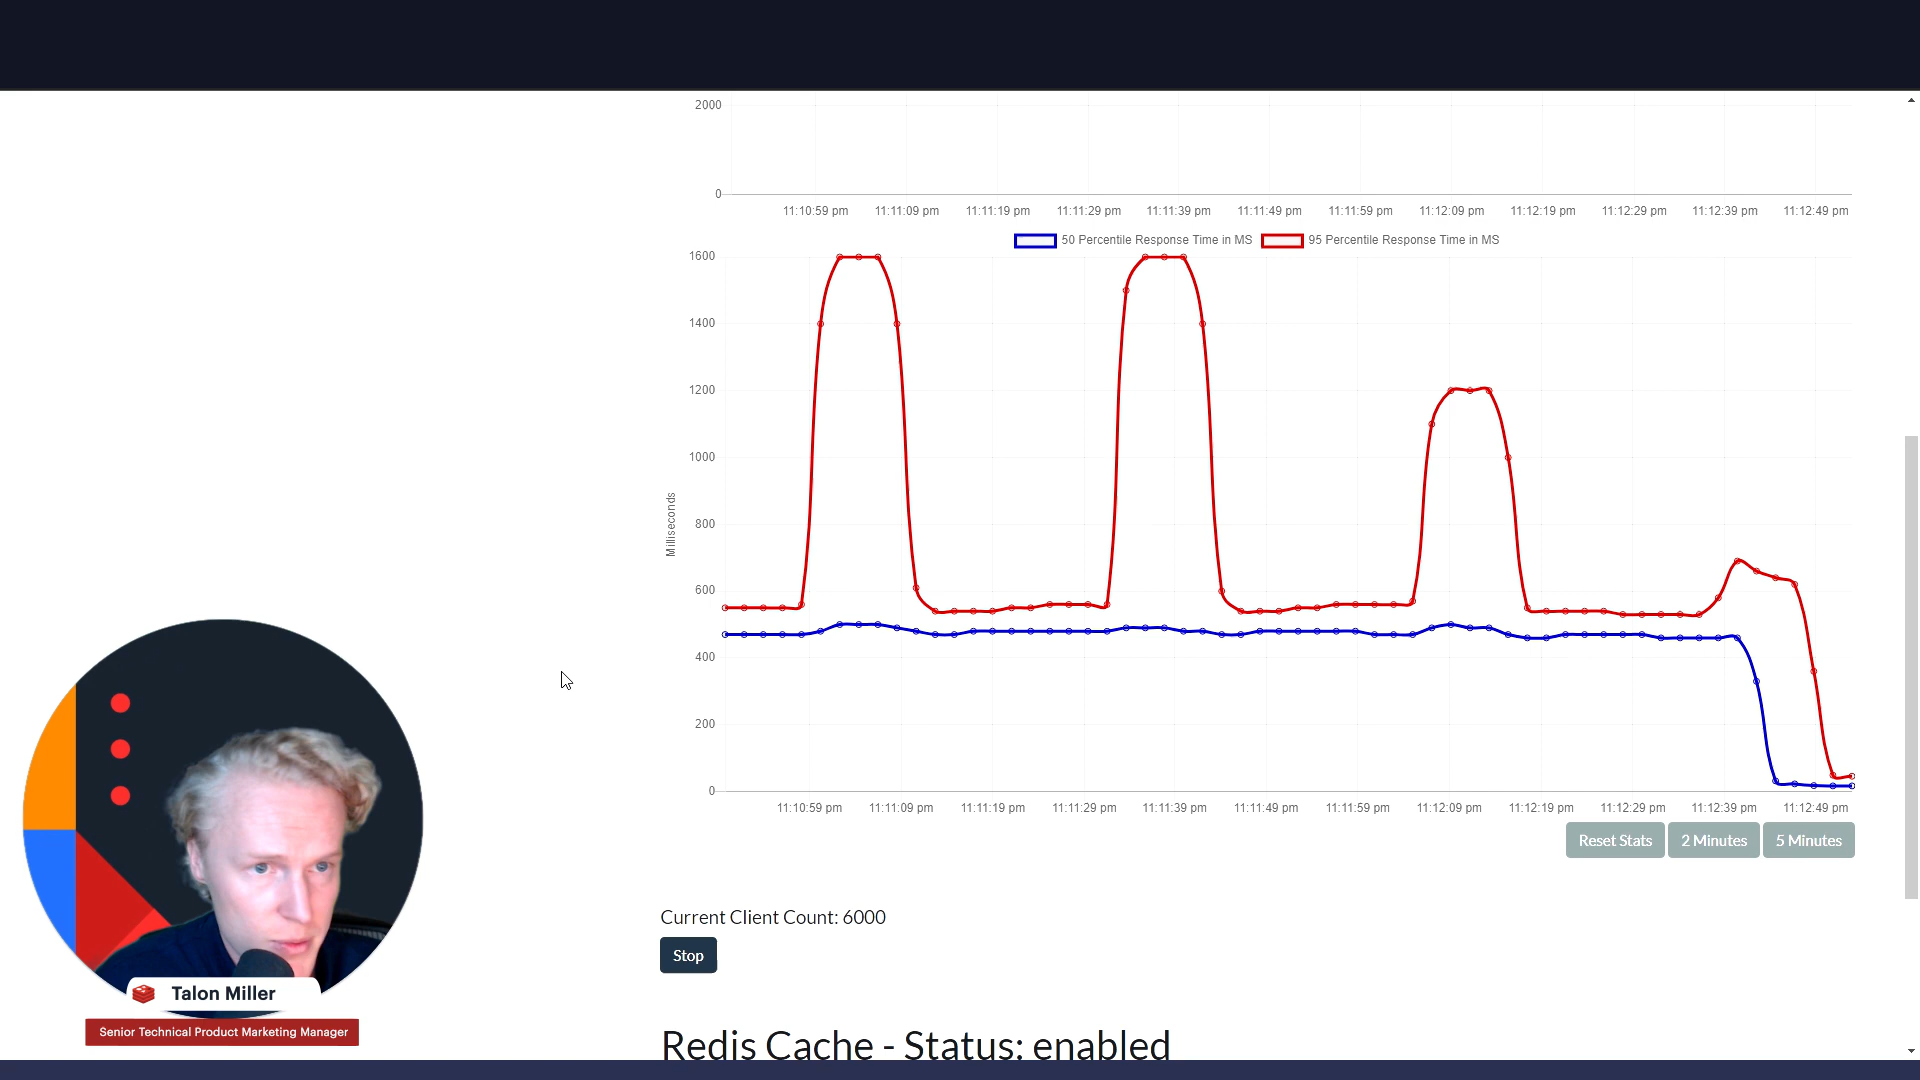 2000
0
11:10:59 pm 11:11:09 pm 11:11:19 pm 11:11:29 pm 11:11:39 pm 11:11:49 pm 11:11:59 pm 11:12:09 pm 11:12:19 pm 11:12:29 pm 11:12:39 pm 11:12:49 pm
50 Percentile Response Time in MS 95 Percentile Response Time in MS
1600
1400
1200
1000
800
Milliseconds
600
400
200
0
11:10:59 pm 11:11:09 pm 11:11:19 pm 11:11:29 pm 11:11:39 pm 11:11:49 pm 11:11:59 pm 11:12:09 pm 11:12:19 pm 11:12:29 pm 11:12:39 pm 11:12:49 pm
Reset Stats 2 Minutes 5 Minutes
Current Client Count: 6000
Stop
Talon Miller
Senior Technical Product Marketing Manager
Redis Cache - Status: enabled